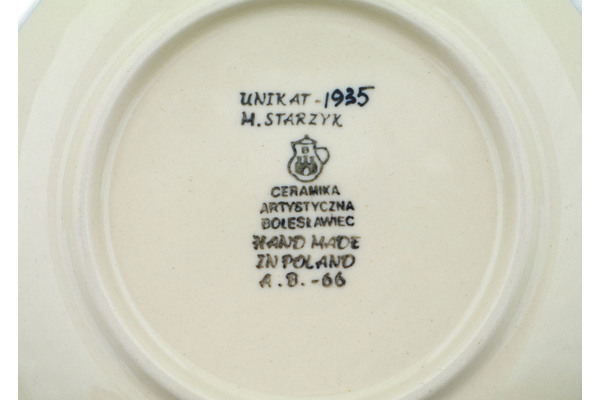 UNIKAT-1935
M.STARZYK
B
CERAMIKA
ARTYSTYCZNA
BOLESŁAWIEC
HAND MADE
IN POLAND
A.B.-66